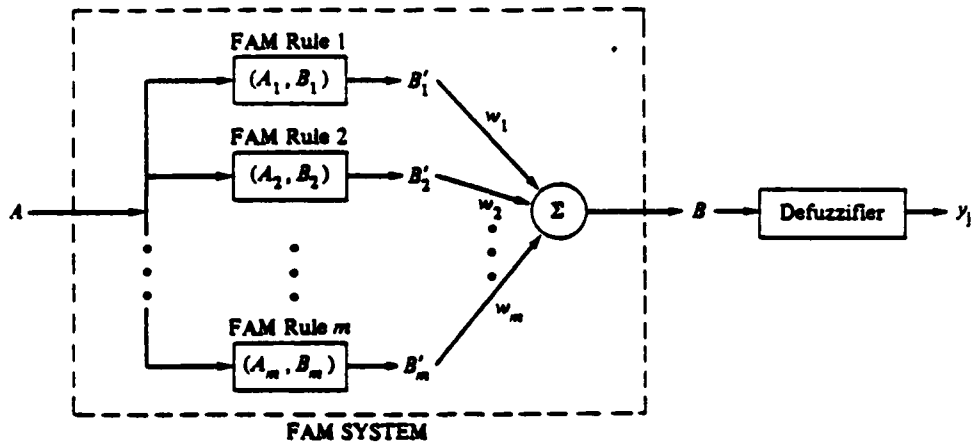 FAM Rule 1
(A₁, B₁)
B′₁
w₁
FAM Rule 2
(A₂, B₂)
B′₂
w₂
A
Σ
B
Defuzzifier
yⱼ
FAM Rule m
(Aₘ, Bₘ)
B′ₘ
wₘ
FAM SYSTEM